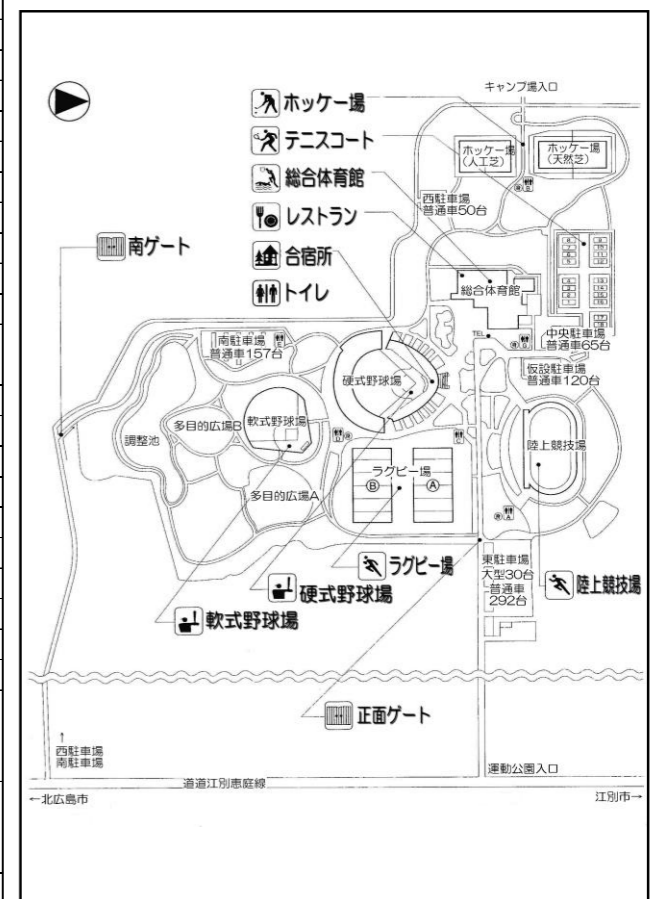 キャンプ場入口
ホッケー場
テニスコート
総合体育館
レストラン
合宿所
トイレ
ホッケー場
(人工芝)
ホッケー場
(天然芝)
西駐車場
普通車50台
南ゲート
総合体育館
TEL
中央駐車場
普通車65台
南駐車場
普通車157台
仮設駐車場
普通車120台
硬式野球場
軟式野球場
多目的広場B
調整池
陸上競技場
ラグビー場
B
A
多目的広場A
東駐車場
大型30台
普通車
292台
ラグビー場
陸上競技場
硬式野球場
軟式野球場
正面ゲート
↑
西駐車場
南駐車場
運動公園入口
道道江別恵庭線
←北広島市
江別市→